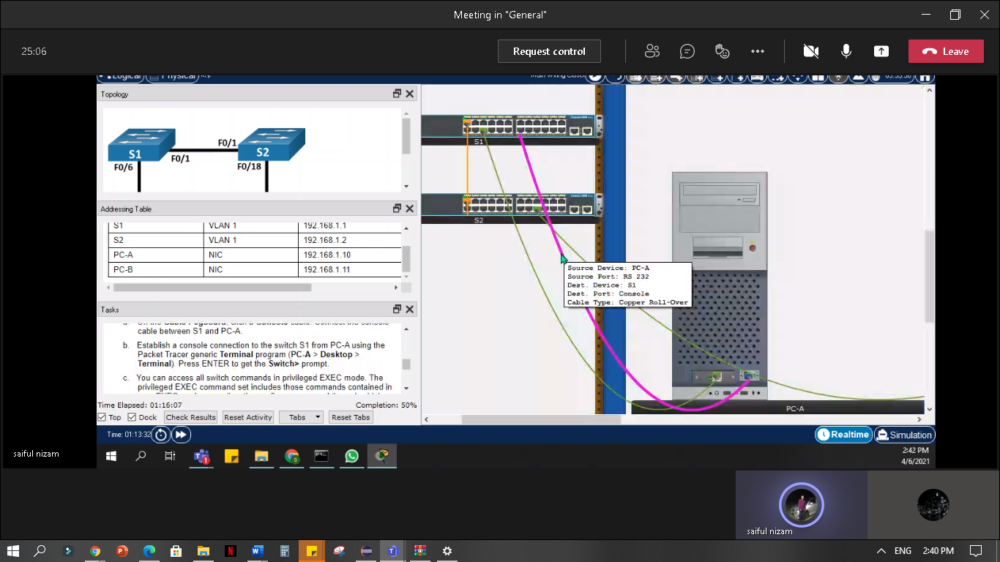 Meeting in "General"
25:06
Request control
Leave
Logical
Physical
Topology
S1
S2
F0/1
F0/1
F0/6
F0/18
Addressing Table
S1 VLAN 1 192.168.1.1
S2 VLAN 1 192.168.1.2
PC-A NIC 192.168.1.10
PC-B NIC 192.168.1.11
Tasks
cable between S1 and PC-A.
b. Establish a console connection to the switch S1 from PC-A using the
Packet Tracer generic Terminal program (PC-A > Desktop >
Terminal). Press ENTER to get the Switch> prompt.
c. You can access all switch commands in privileged EXEC mode. The
privileged EXEC command set includes those commands contained in
Time Elapsed: 01:16:07 Completion: 50%
Top Dock Check Results Reset Activity Tabs Reset Tabs
S1
S2
Source Device: PC-A
Source Port: RS 232
Dest. Device: S1
Dest. Port: Console
Cable Type: Copper Roll-Over
PC-A
Time: 01:13:32
Realtime
Simulation
2:42 PM
4/6/2021
saiful nizam
saiful nizam
ENG
2:40 PM